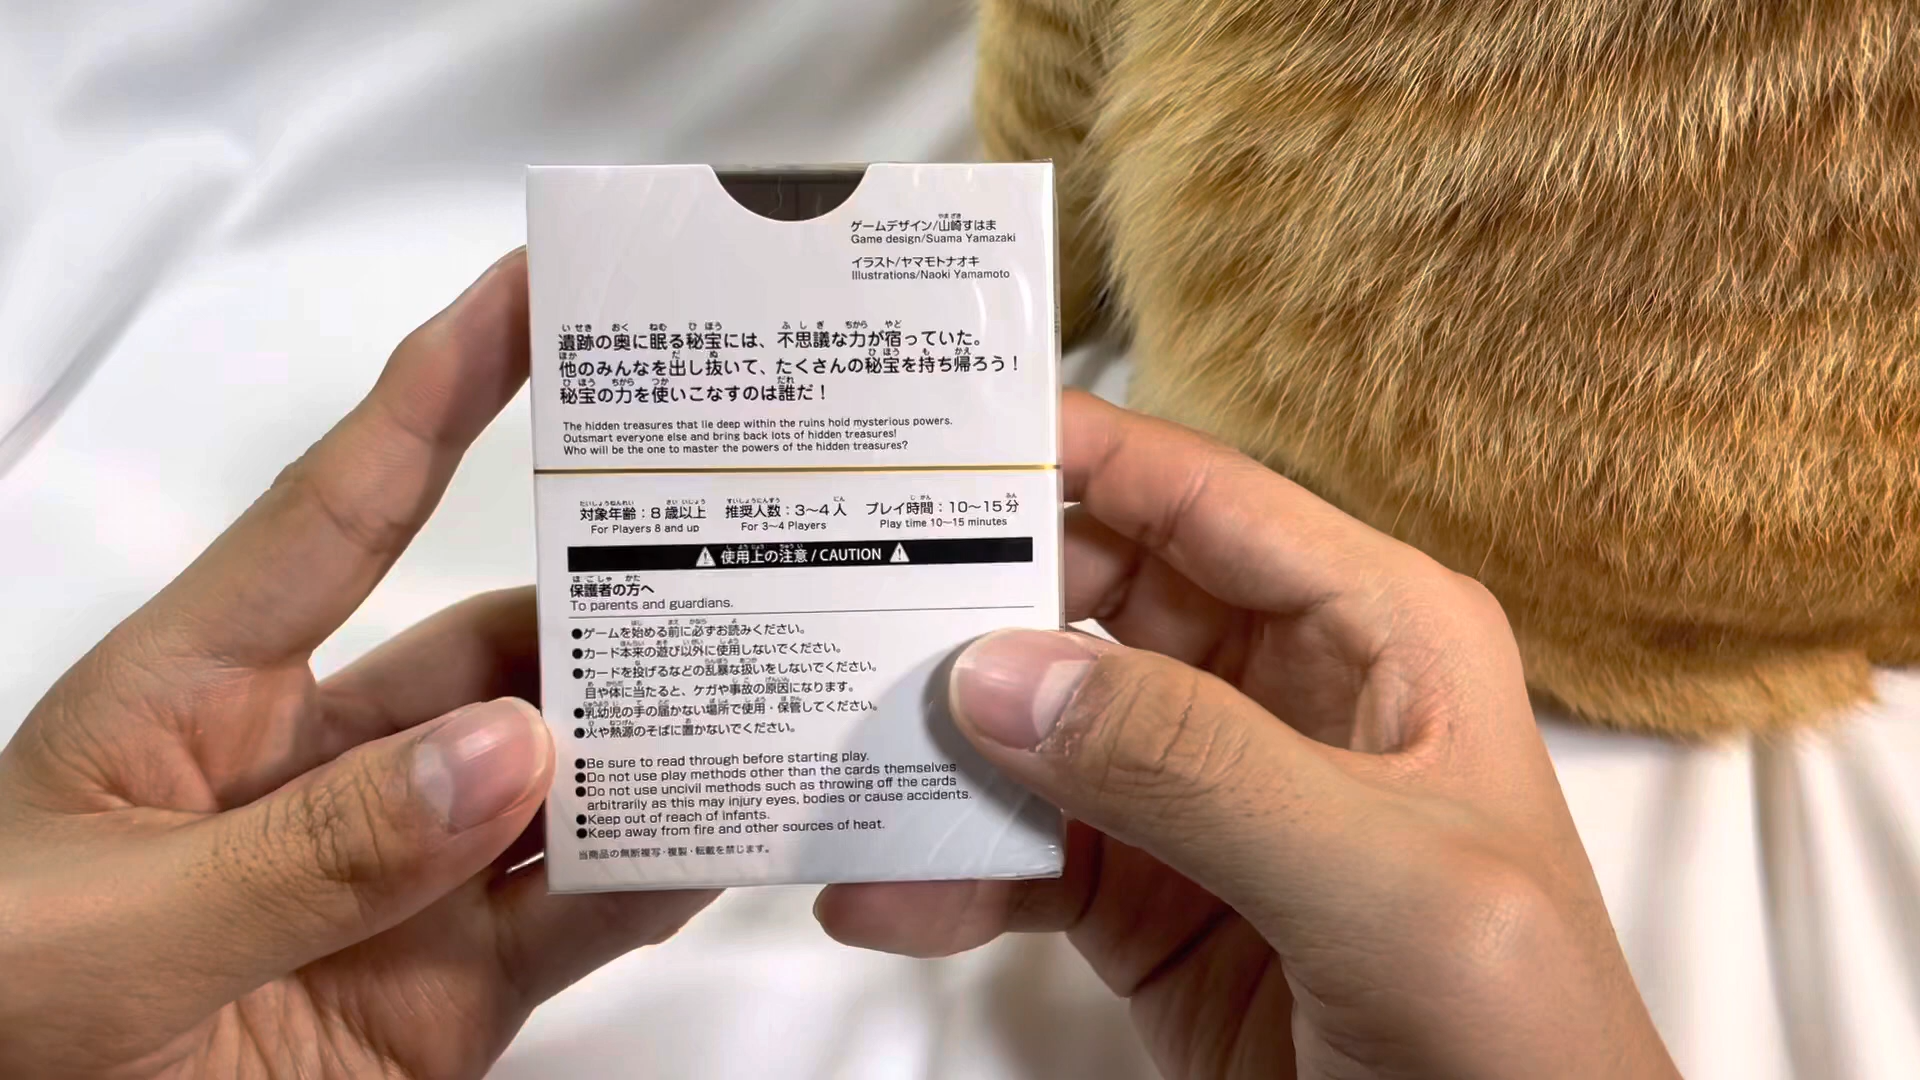 ゲームデザイン/山崎すはま
Game design/Suama Yamazaki
イラスト/ヤマモトナオキ
Illustrations/Naoki Yamamoto
遺跡の奥に眠る秘宝には、不思議な力が宿っていた。
他のみんなを出し抜いて、たくさんの秘宝を持ち帰ろう！
秘宝の力を使いこなすのは誰だ！
The hidden treasures that lie deep within the ruins hold mysterious powers.
Outsmart everyone else and bring back lots of hidden treasures!
Who will be the one to master the powers of the hidden treasures?
対象年齢：8歳以上 推奨人数：3〜4人 プレイ時間：10〜15分
For Players 8 and up For 3〜4 Players Play time 10〜15 minutes
使用上の注意 / CAUTION
保護者の方へ
To parents and guardians.
●ゲームを始める前に必ずお読みください。
●カード本来の遊び以外に使用しないでください。
●カードを投げるなどの乱暴な扱いをしないでください。
目や体に当たると、ケガや事故の原因になります。
●乳幼児の手の届かない場所で使用・保管してください。
●火や熱源のそばに置かないでください。
●Be sure to read through before starting play.
●Do not use play methods other than the cards themselves
●Do not use uncivil methods such as throwing off the cards
arbitrarily as this may injury eyes, bodies or cause accidents.
●Keep out of reach of infants.
●Keep away from fire and other sources of heat.
当商品の無断複写・複製・転載を禁じます。